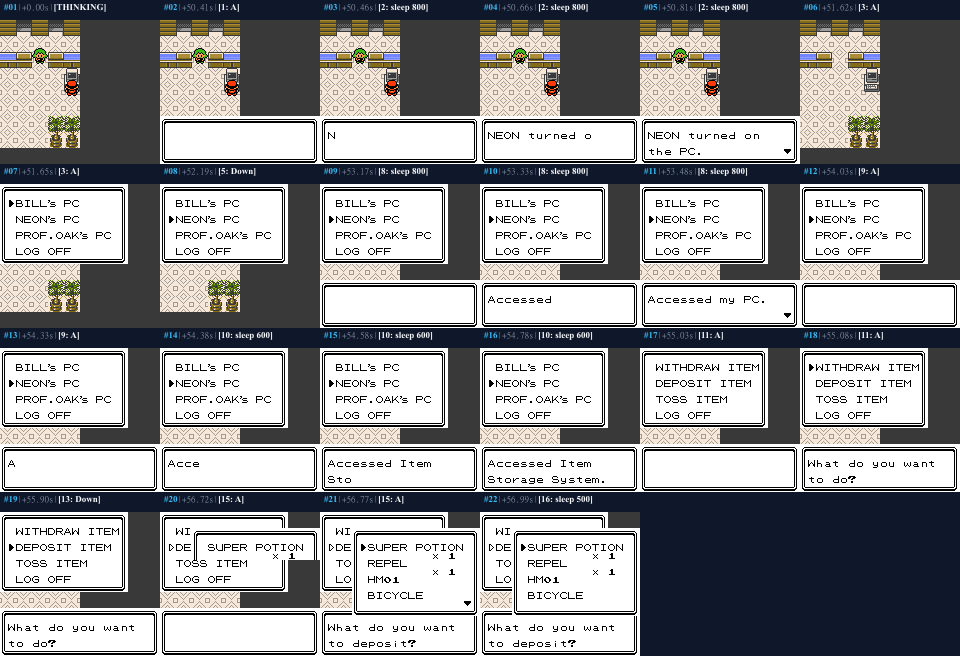 #01|+0.00s|[THINKING]
#02|+50.41s|[1: A]
#03|+50.46s|[2: sleep 800]
#04|+50.66s|[2: sleep 800]
#05|+50.81s|[2: sleep 800]
#06|+51.62s|[3: A]
N
NEON turned o
NEON turned on
the PC.
#07|+51.65s|[3: A]
#08|+52.19s|[5: Down]
#09|+53.17s|[8: sleep 800]
#10|+53.33s|[8: sleep 800]
#11|+53.48s|[8: sleep 800]
#12|+54.03s|[9: A]
BILL's PC
NEON's PC
PROF.OAK's PC
LOG OFF
BILL's PC
NEON's PC
PROF.OAK's PC
LOG OFF
BILL's PC
NEON's PC
PROF.OAK's PC
LOG OFF
BILL's PC
NEON's PC
PROF.OAK's PC
LOG OFF
Accessed
BILL's PC
NEON's PC
PROF.OAK's PC
LOG OFF
Accessed my PC.
BILL's PC
NEON's PC
PROF.OAK's PC
LOG OFF
#13|+54.33s|[9: A]
#14|+54.38s|[10: sleep 600]
#15|+54.58s|[10: sleep 600]
#16|+54.78s|[10: sleep 600]
#17|+55.03s|[11: A]
#18|+55.08s|[11: A]
BILL's PC
NEON's PC
PROF.OAK's PC
LOG OFF
A
BILL's PC
NEON's PC
PROF.OAK's PC
LOG OFF
Acce
BILL's PC
NEON's PC
PROF.OAK's PC
LOG OFF
Accessed Item
Sto
BILL's PC
NEON's PC
PROF.OAK's PC
LOG OFF
Accessed Item
Storage System.
WITHDRAW ITEM
DEPOSIT ITEM
TOSS ITEM
LOG OFF
WITHDRAW ITEM
DEPOSIT ITEM
TOSS ITEM
LOG OFF
What do you want
to do?
#19|+55.90s|[13: Down]
#20|+56.72s|[15: A]
#21|+56.77s|[15: A]
#22|+56.99s|[16: sleep 500]
WITHDRAW ITEM
DEPOSIT ITEM
TOSS ITEM
LOG OFF
What do you want
to do?
WI
DE SUPER POTION
× 1
TOSS ITEM
LOG OFF
WI
DE SUPER POTION
× 1
TO REPEL
× 1
LO HM01
BICYCLE
What do you want
to deposit?
WI
DE SUPER POTION
× 1
TO REPEL
× 1
LO HM01
BICYCLE
What do you want
to deposit?